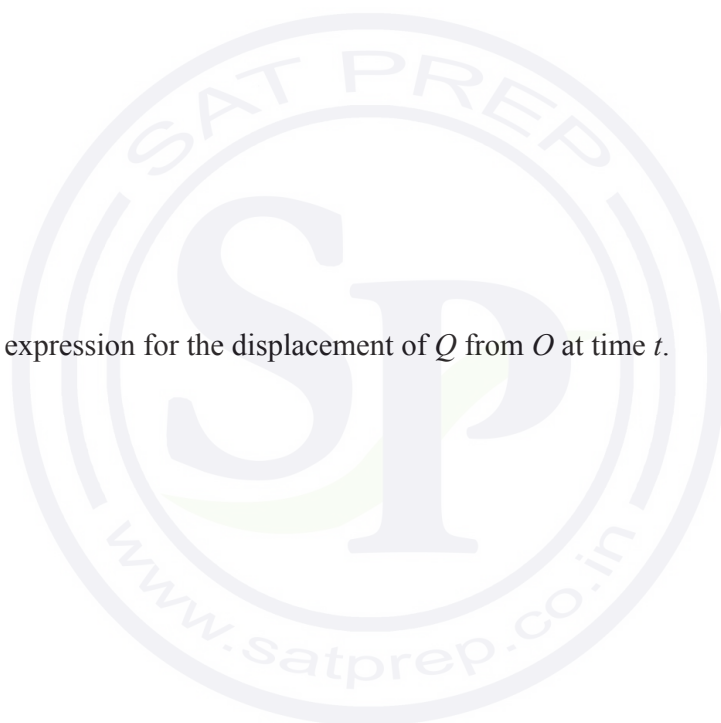 SAT PREP
SP
expression for the displacement of Q from O at time t.
www.satprep.co.in